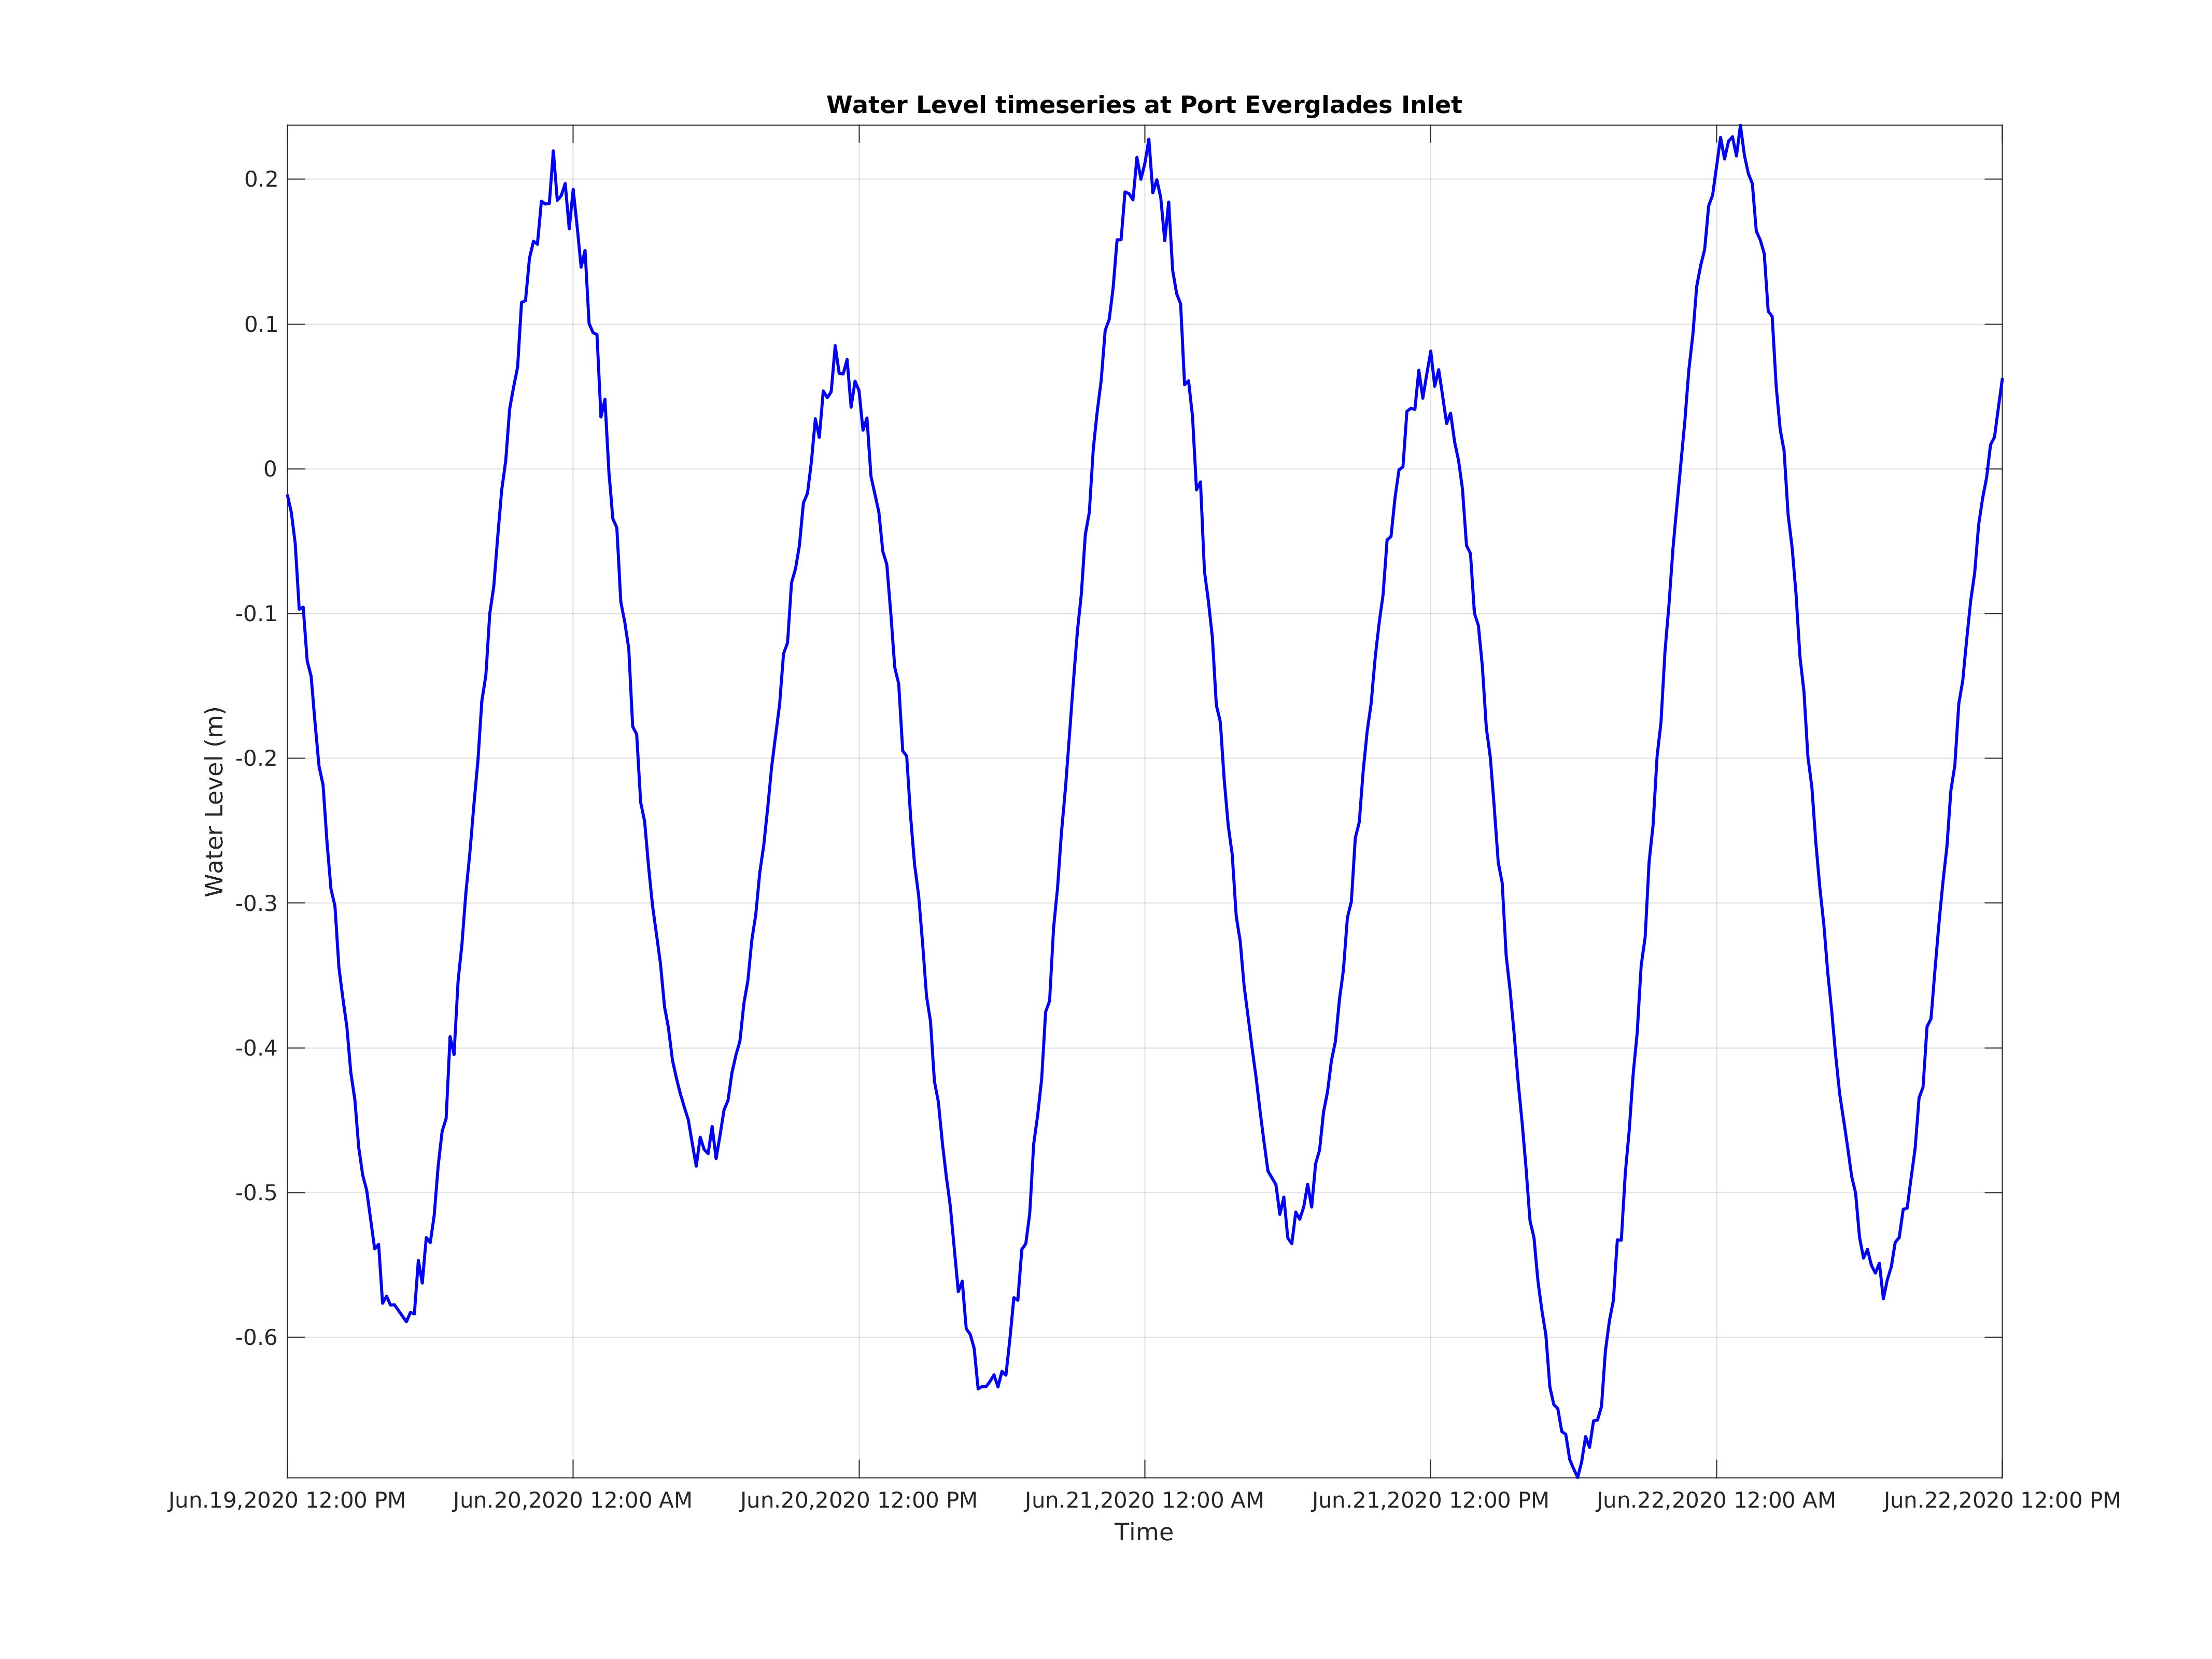 Water Level timeseries at Port Everglades Inlet
0.2
0.1
0
-0.1
-0.2
-0.3
-0.4
-0.5
-0.6
Water Level (m)
Jun.19,2020 12:00 PM
Jun.20,2020 12:00 AM
Jun.20,2020 12:00 PM
Jun.21,2020 12:00 AM
Jun.21,2020 12:00 PM
Jun.22,2020 12:00 AM
Jun.22,2020 12:00 PM
Time